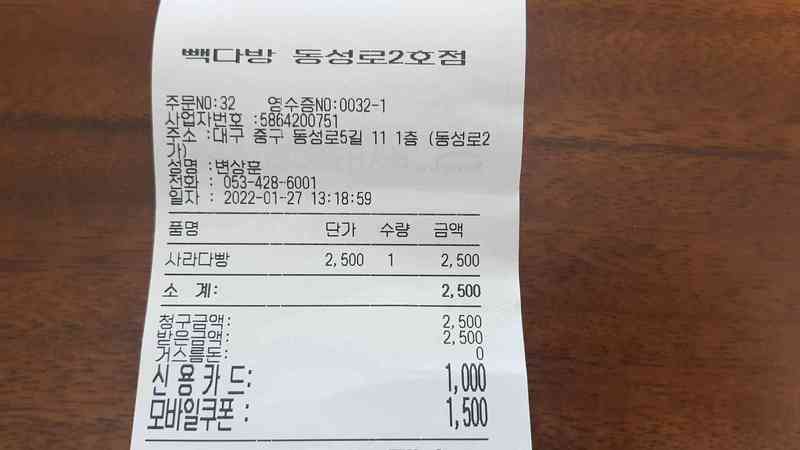 빽다방 동성로2호점
주문NO:32 영수증NO:0032-1
사업자번호 :5864200751
주소 :대구 중구 동성로5길 11 1층 (동성로2
가)
성명 :변상훈
전화 : 053-428-6001
일자 : 2022-01-27 13:18:59
품명 단가 수량 금액
사라다빵 2,500 1 2,500
소 계: 2,500
청구금액: 2,500
받은금액: 2,500
거스름돈: 0
신용카드: 1,000
모바일쿠폰 : 1,500